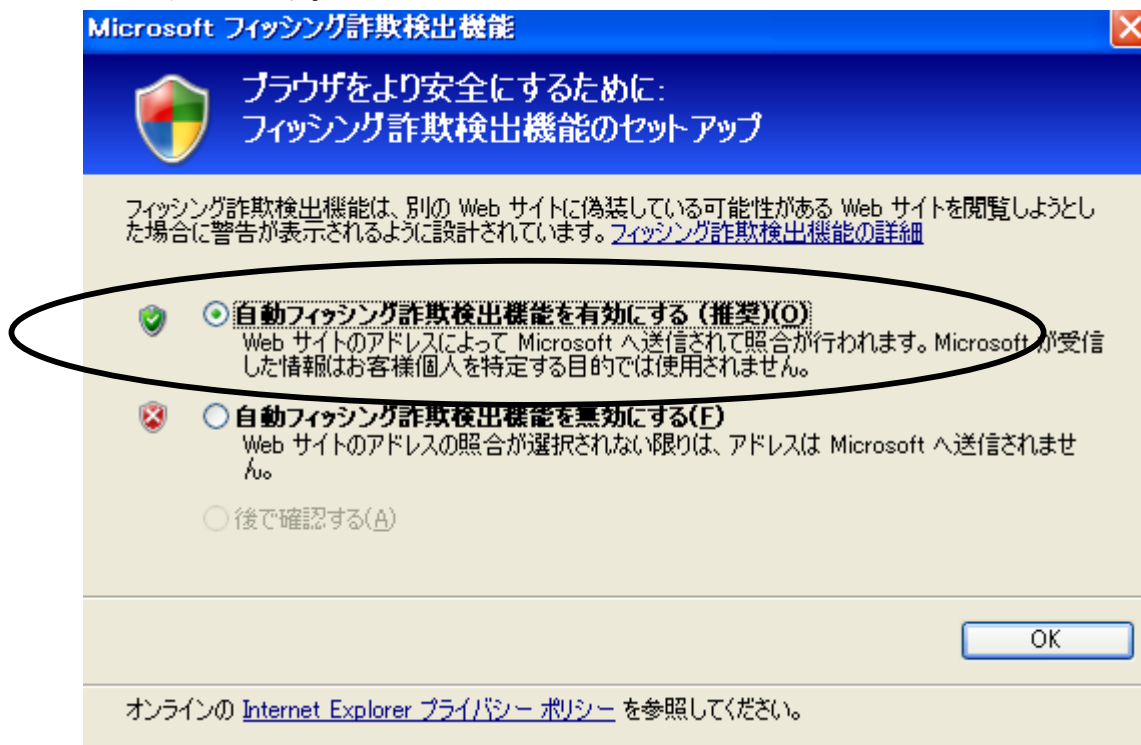 Microsoft フィッシング詐欺検出機能
ブラウザをより安全にするために:
フィッシング詐欺検出機能のセットアップ
フィッシング詐欺検出機能は、別の Web サイトに偽装している可能性がある Web サイトを閲覧しようとし
た場合に警告が表示されるように設計されています。フィッシング詐欺検出機能の詳細
自動フィッシング詐欺検出機能を有効にする (推奨)(O)
Web サイトのアドレスによって Microsoft へ送信されて照合が行われます。Microsoft が受信
した情報はお客様個人を特定する目的では使用されません。
自動フィッシング詐欺検出機能を無効にする(F)
Web サイトのアドレスの照合が選択されない限りは、アドレスは Microsoft へ送信されませ
ん。
後で確認する(A)
OK
オンラインの Internet Explorer プライバシー ポリシー を参照してください。